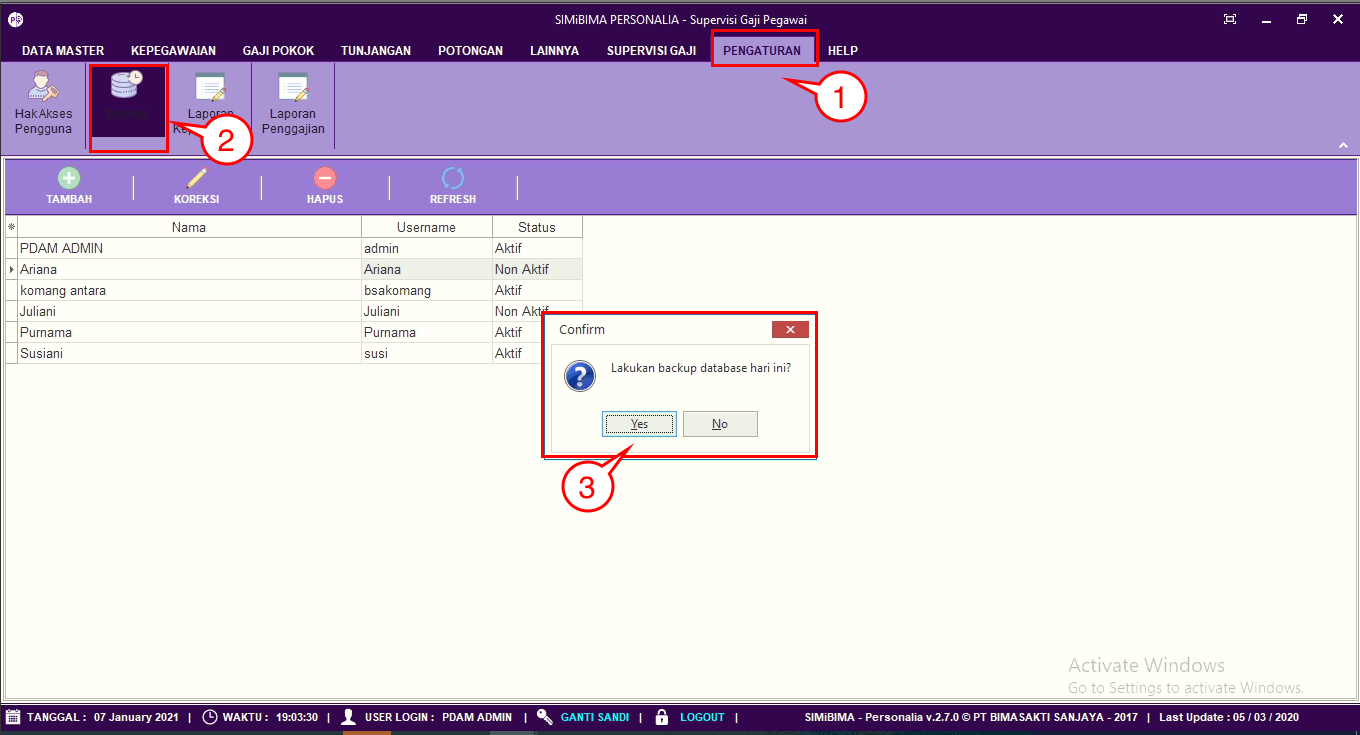 SIMiBIMA PERSONALIA - Supervisi Gaji Pegawai
DATA MASTER KEPEGAWAIAN GAJI POKOK TUNJANGAN POTONGAN LAINNYA SUPERVISI GAJI PENGATURAN HELP
1
Hak Akses
Pengguna
Laporan
Laporan
Penggajian
2
TAMBAH KOREKSI HAPUS REFRESH
Nama Username Status
PDAM ADMIN admin Aktif
Ariana Ariana Non Aktif
komang antara bsakomang Aktif
Juliani Juliani Non Aktif
Purnama Purnama Aktif
Susiani susi Aktif
Confirm
Lakukan backup database hari ini?
Yes No
3
Activate Windows
Go to Settings to activate Windows.
TANGGAL : 07 January 2021 | WAKTU : 19:03:30 | USER LOGIN : PDAM ADMIN | GANTI SANDI | LOGOUT | SIMiBIMA - Personalia v.2.7.0 © PT BIMASAKTI SANJAYA - 2017 | Last Update : 05 / 03 / 2020